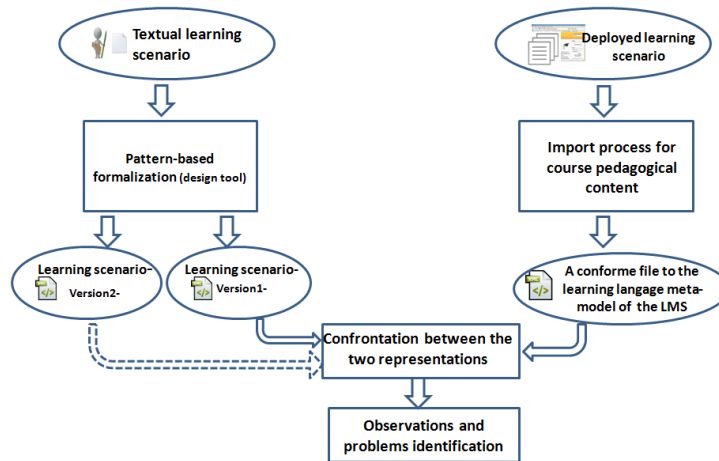 Textual learning
scenario
Deployed learning
scenario
Pattern-based
formalization (design tool)
Import process for
course pedagogical
content
Learning scenario-
Version2-
Learning scenario-
Version1-
A conforme file to the
learning langage meta-
model of the LMS
Confrontation between the
two representations
Observations and
problems identification